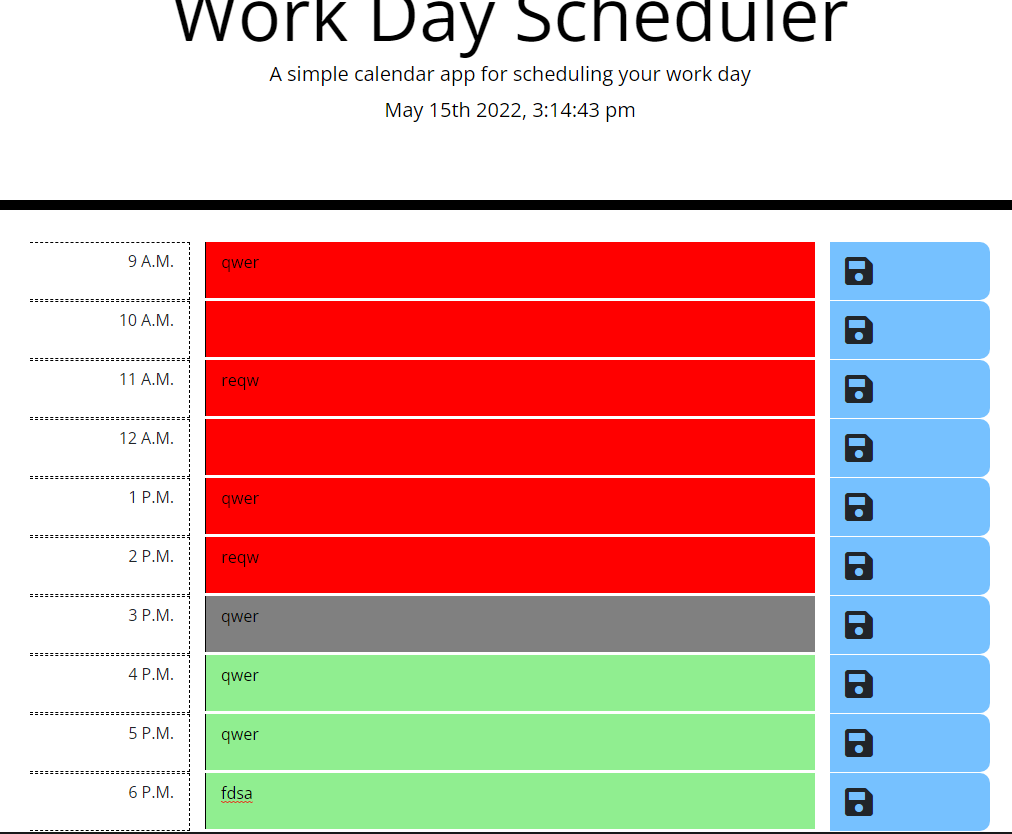 Work Day Scheduler
A simple calendar app for scheduling your work day
May 15th 2022, 3:14:43 pm
9 A.M. qwer
10 A.M.
11 A.M. reqw
12 A.M.
1 P.M. qwer
2 P.M. reqw
3 P.M. qwer
4 P.M. qwer
5 P.M. qwer
6 P.M. fdsa